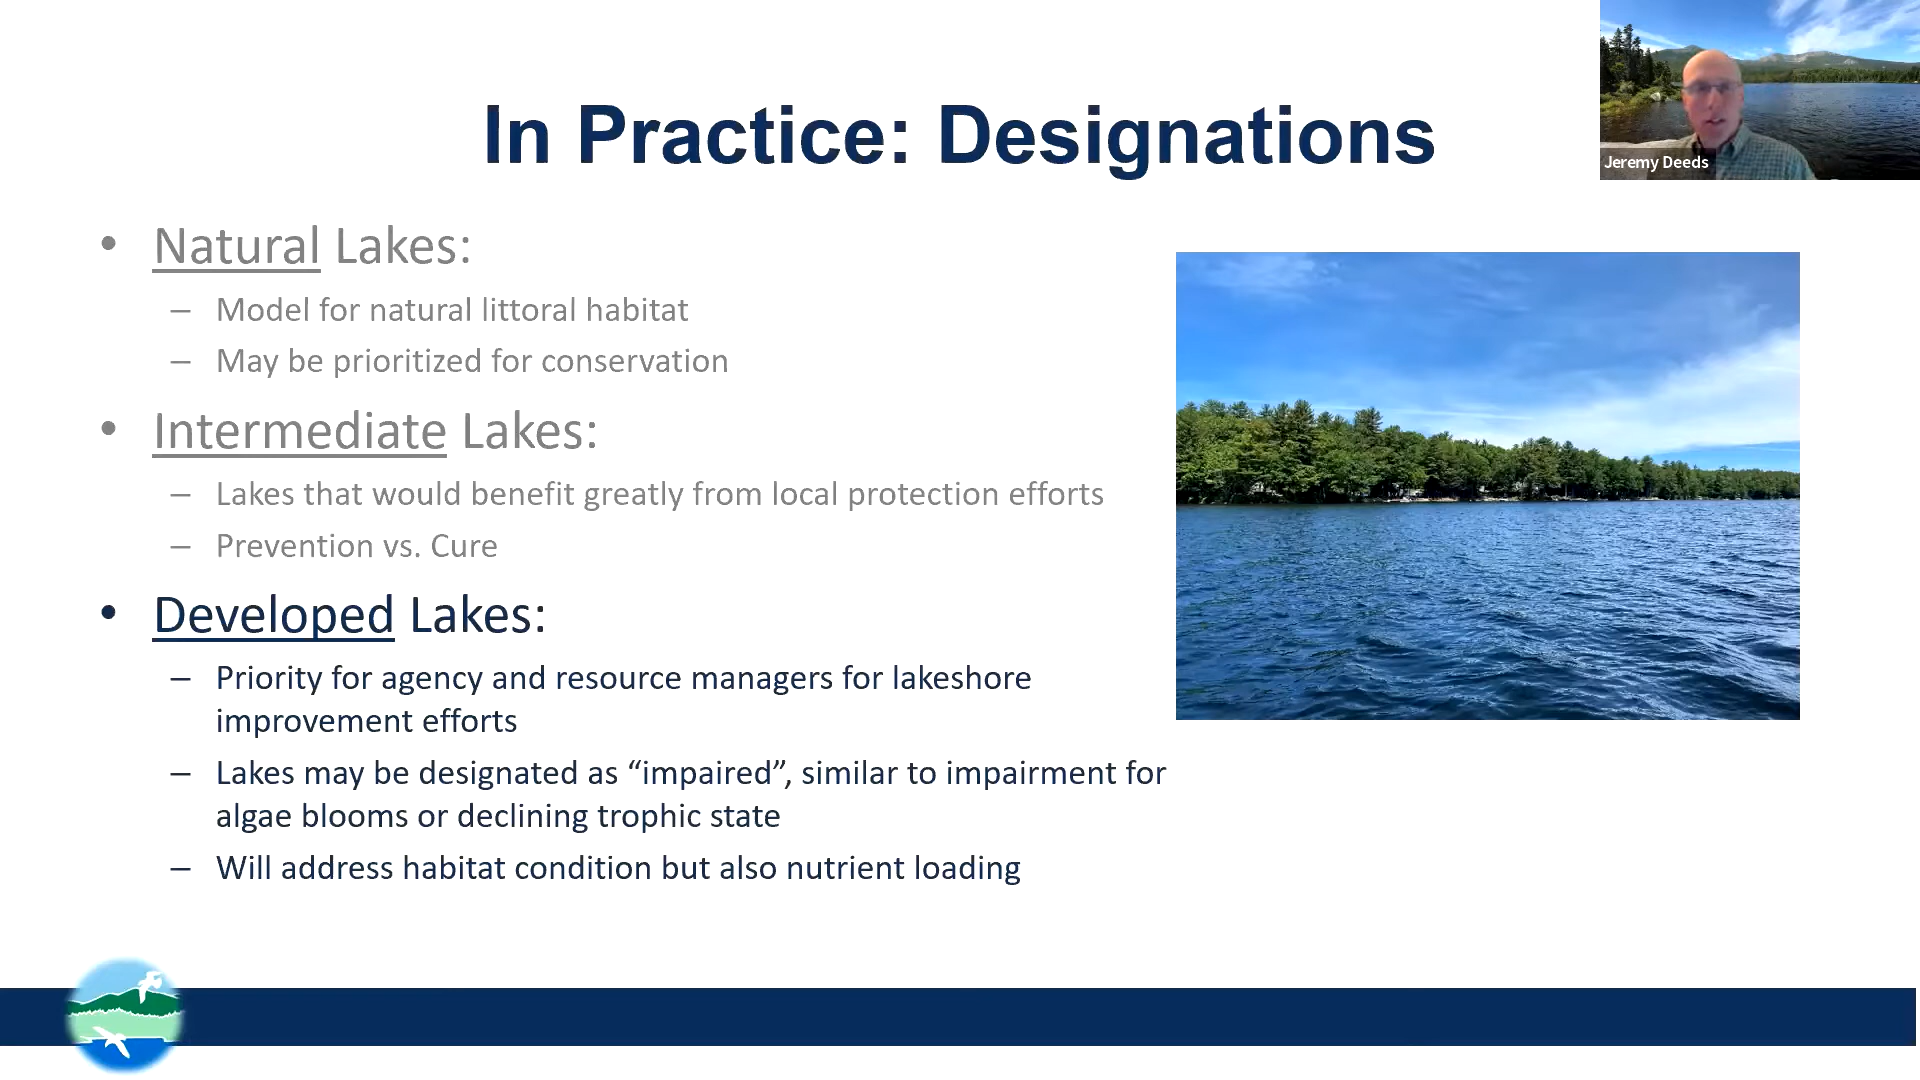 In Practice: Designations
Jeremy Deeds
• Natural Lakes:
– Model for natural littoral habitat
– May be prioritized for conservation
• Intermediate Lakes:
– Lakes that would benefit greatly from local protection efforts
– Prevention vs. Cure
• Developed Lakes:
– Priority for agency and resource managers for lakeshore
improvement efforts
– Lakes may be designated as “impaired”, similar to impairment for
algae blooms or declining trophic state
– Will address habitat condition but also nutrient loading